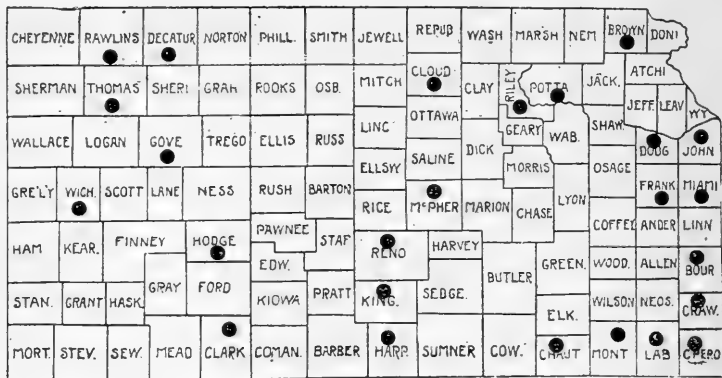 CHEYENNE RAWLINS DECATUR NORTON PHILL. SMITH JEWELL REPUB WASH MARSH NEM BROWN DONI
SHERMAN THOMAS SHERI GRAH ROOKS OSB. MITCH CLOUD CLAY RILEY POTTA JACK. ATCHI
JEFF. LEAV WY
OTTAWA
WALLACE LOGAN GOVE TREGO ELLIS RUSS LINC SALINE DICK GEARY WAB. SHAW. DOUG JOHN
ELLSW MORRIS OSAGE FRANK MIAMI
GRE'LY WICH. SCOTT LANE NESS RUSH BARTON RICE McPHER MARION CHASE LYON COFFEE ANDER LINN
HAM KEAR. FINNEY HODGE PAWNEE STAF RENO HARVEY
EDW.
GRAY FORD BUTLER GREEN. WOOD. ALLEN BOUR
STAN. GRANT HASK. KIOWA PRATT KING. SEDGE. ELK. WILSON NEOS. CRAW.
MORT. STEV. SEW. MEAD CLARK COMAN. BARBER HARP. SUMNER COW. CHAUT MONT LAB C'PERO